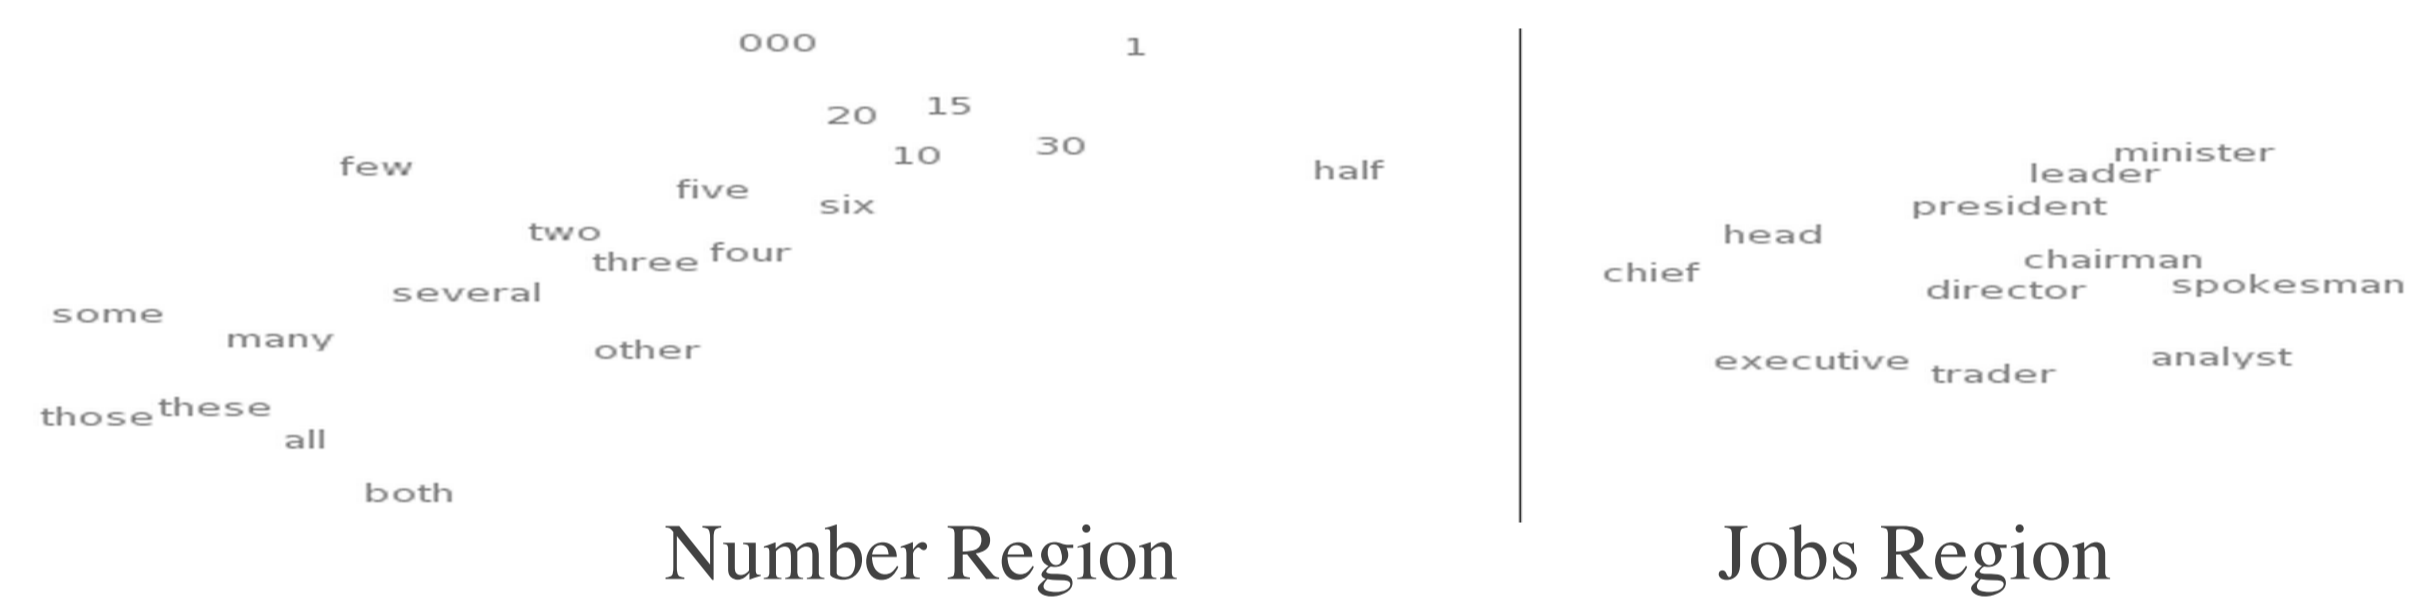 000
1
20
15
10
30
few
five
six
half
two
three
four
several
some
many
other
those
these
all
both
Number Region
minister
leader
president
head
chairman
chief
director
spokesman
executive
trader
analyst
Jobs Region